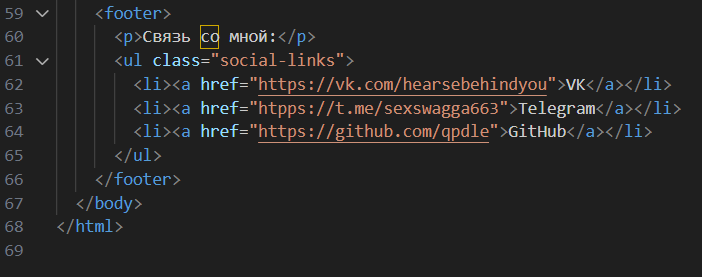 59 <footer>
60 <p>Связь со мной:</p>
61 <ul class="social-links">
62 <li><a href="https://vk.com/hearsebehindyou">VK</a></li>
63 <li><a href="htpps://t.me/sexswagga663">Telegram</a></li>
64 <li><a href="https://github.com/qpdle">GitHub</a></li>
65 </ul>
66 </footer>
67 </body>
68 </html>
69